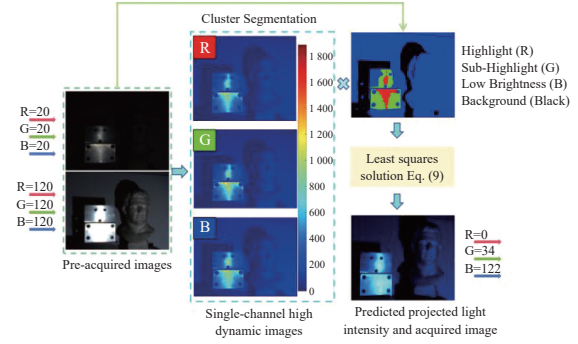 Cluster Segmentation
R
G
B
1 800
1 600
1 400
1 200
1 000
800
600
400
200
0
Highlight (R)
Sub-Highlight (G)
Low Brightness (B)
Background (Black)
R=20
G=20
B=20
R=120
G=120
B=120
Least squares
solution Eq. (9)
R=0
G=34
B=122
Pre-acquired images
Single-channel high
dynamic images
Predicted projected light
intensity and acquired image